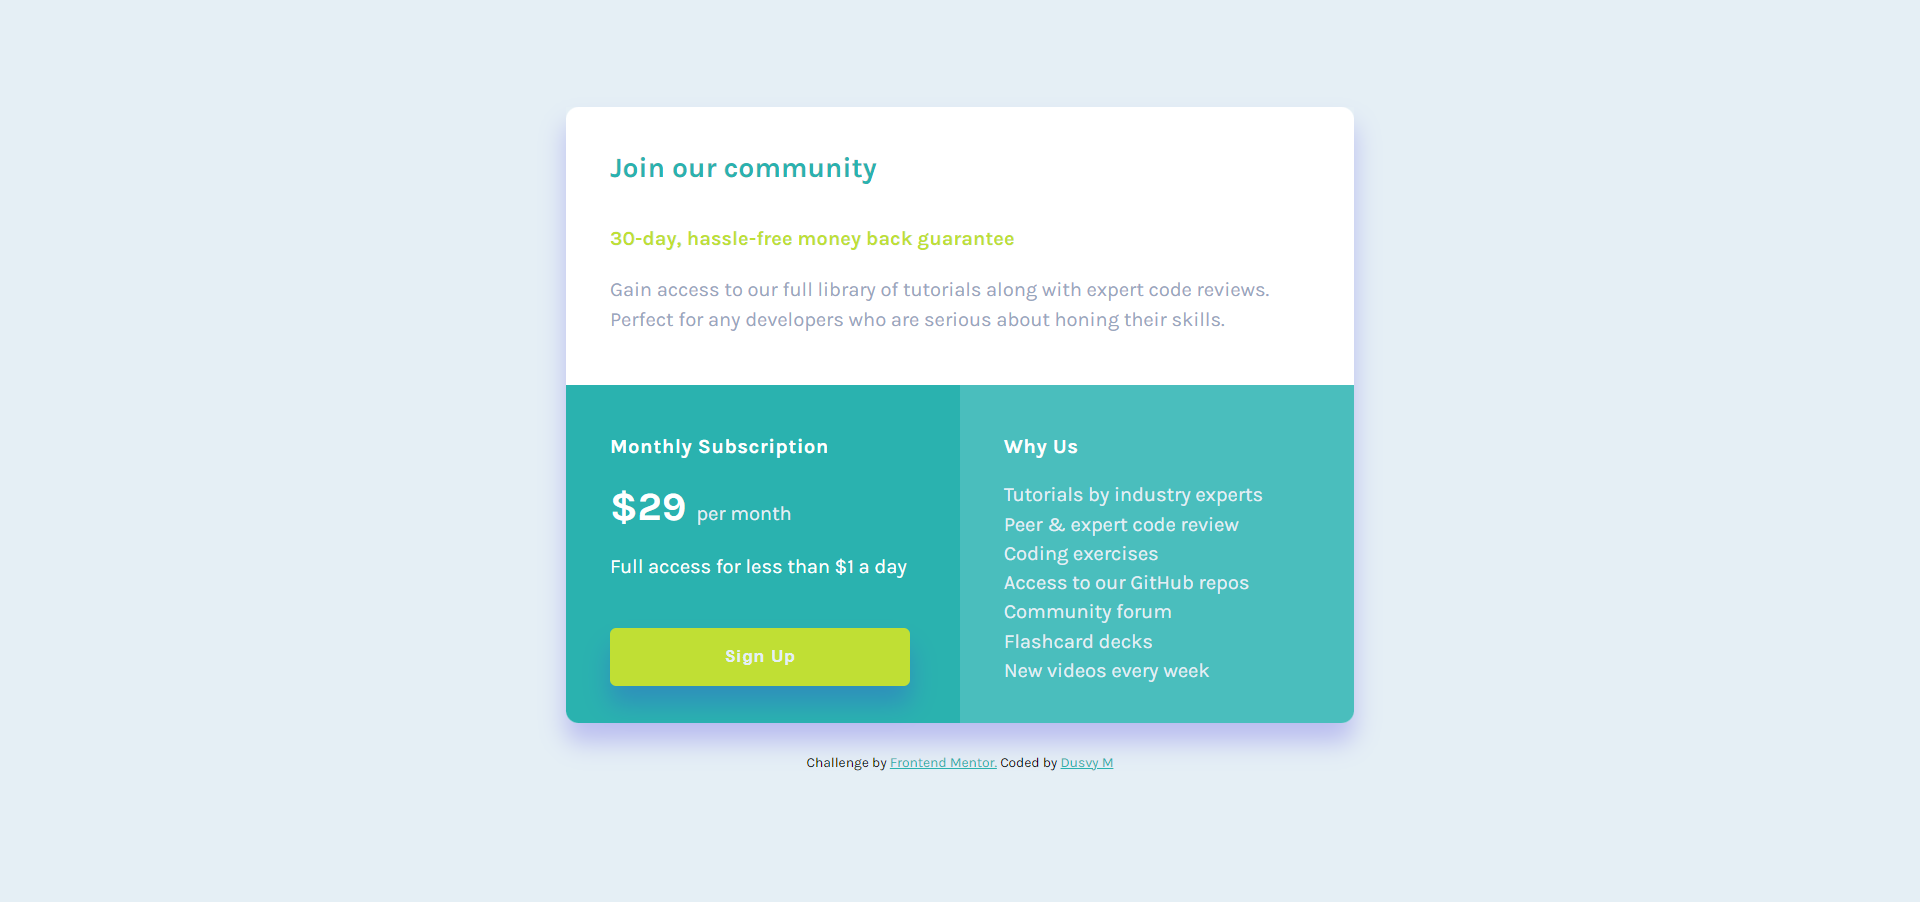 Join our community
30-day, hassle-free money back guarantee
Gain access to our full library of tutorials along with expert code reviews.
Perfect for any developers who are serious about honing their skills.
Monthly Subscription
$29 per month
Full access for less than $1 a day
Sign Up
Why Us
Tutorials by industry experts
Peer & expert code review
Coding exercises
Access to our GitHub repos
Community forum
Flashcard decks
New videos every week
Challenge by Frontend Mentor. Coded by Dusvy M